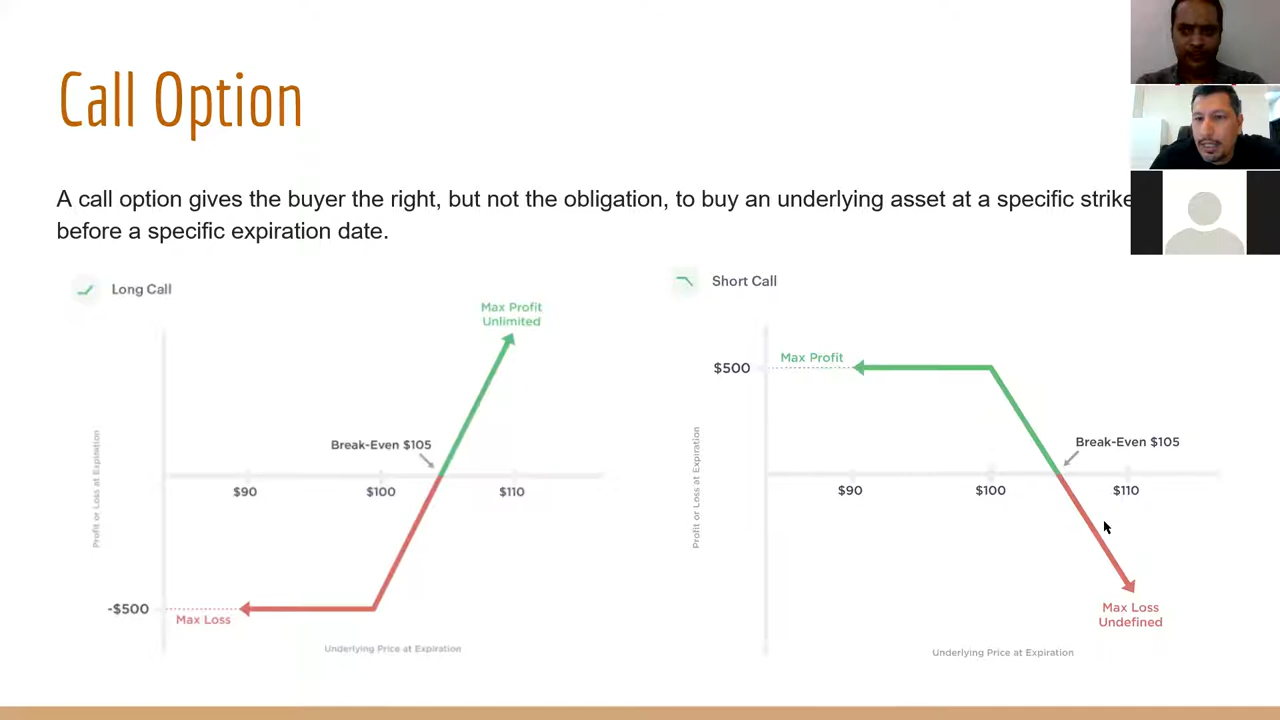 Call Option
A call option gives the buyer the right, but not the obligation, to buy an underlying asset at a specific strike
before a specific expiration date.
Long Call
Max Profit
Unlimited
Break-Even $105
$90
$100
$110
-$500
Max Loss
Profit or Loss at Expiration
Underlying Price at Expiration
Short Call
$500
Max Profit
Break-Even $105
$90
$100
$110
Max Loss
Undefined
Profit or Loss at Expiration
Underlying Price at Expiration